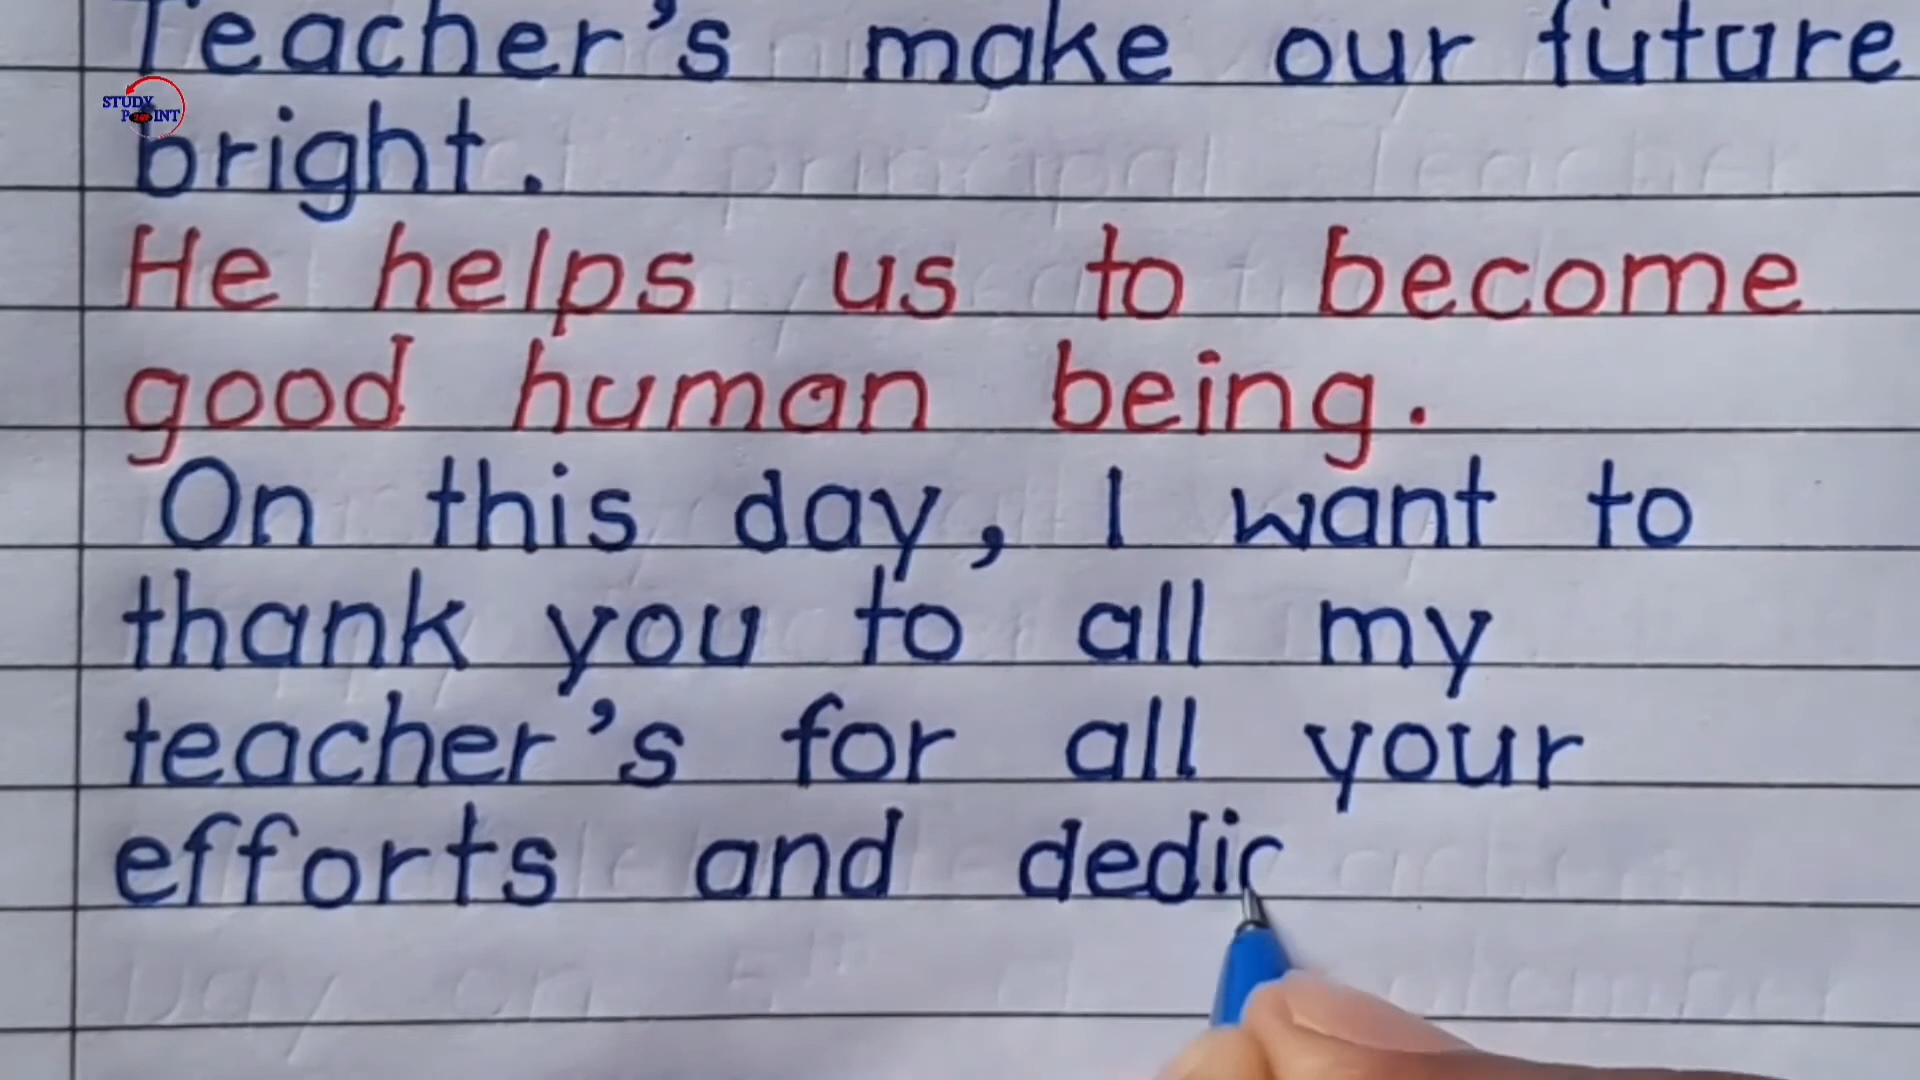 Teacher's make our future
STUDY
POINT
bright.
He helps us to become
good human being.
On this day, I want to
thank you to all my
teacher's for all your
efforts and dedic